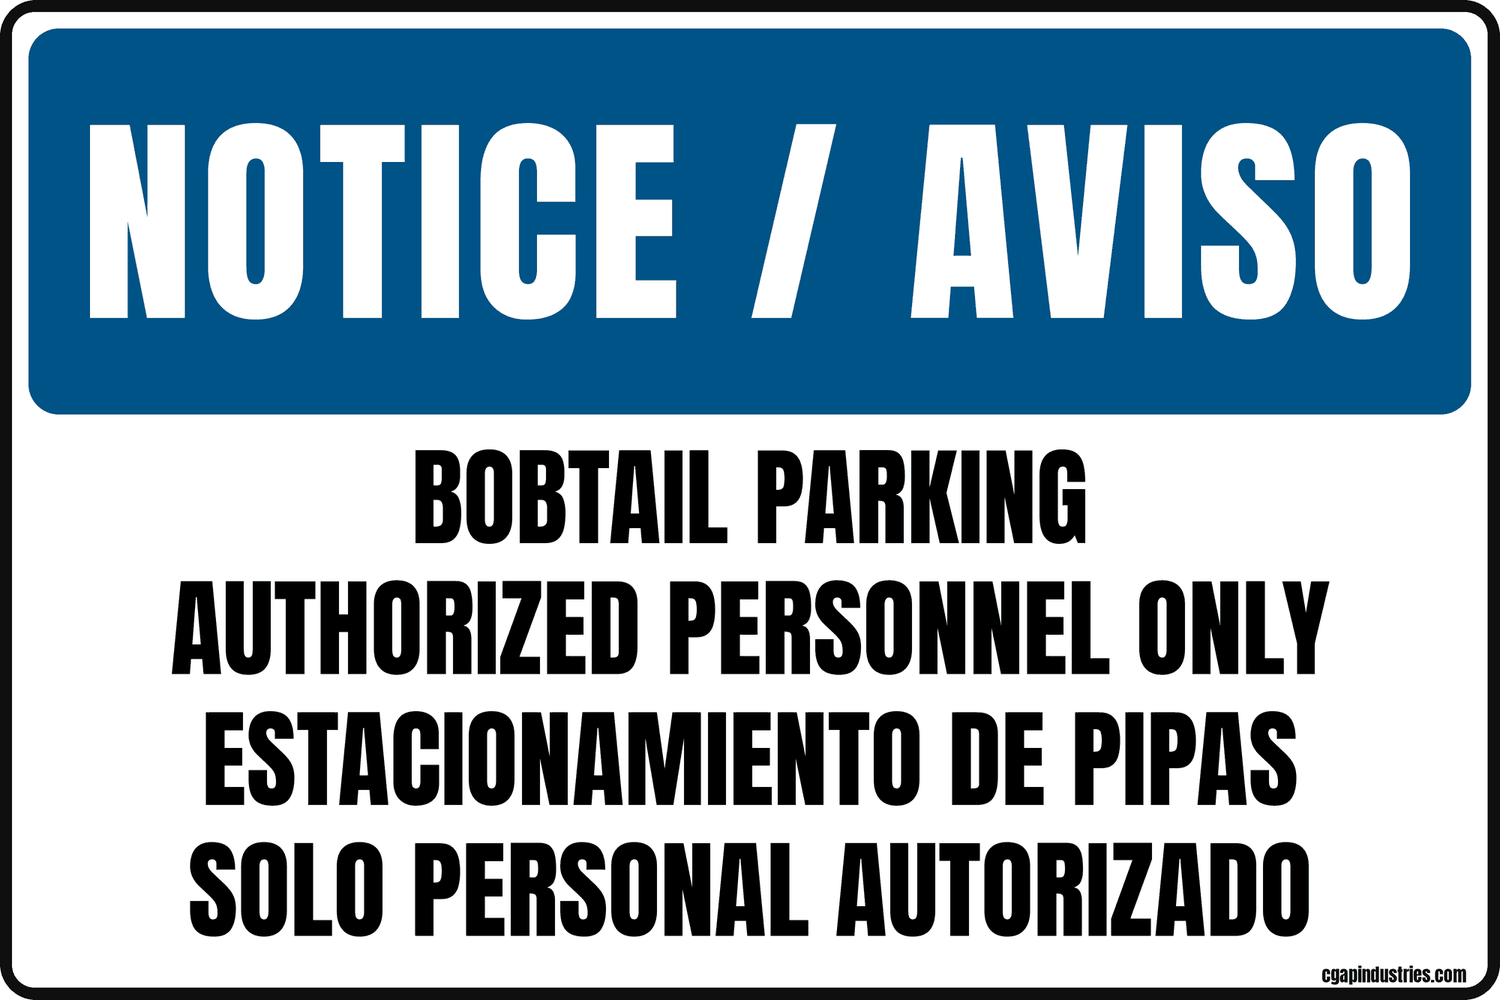 NOTICE / AVISO
BOBTAIL PARKING
AUTHORIZED PERSONNEL ONLY
ESTACIONAMIENTO DE PIPAS
SOLO PERSONAL AUTORIZADO
cgapindustries.com